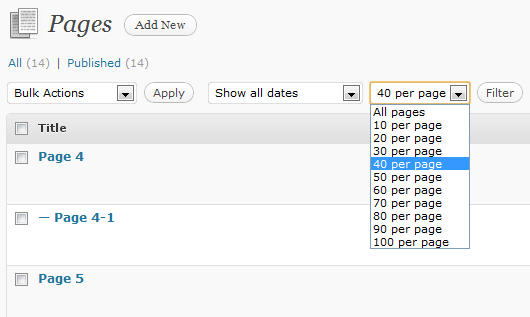 Pages Add New
All (14) | Published (14)
Bulk Actions Apply Show all dates 40 per page Filter
All pages
10 per page
20 per page
30 per page
40 per page
50 per page
60 per page
70 per page
80 per page
90 per page
100 per page
Title
Page 4
— Page 4-1
Page 5